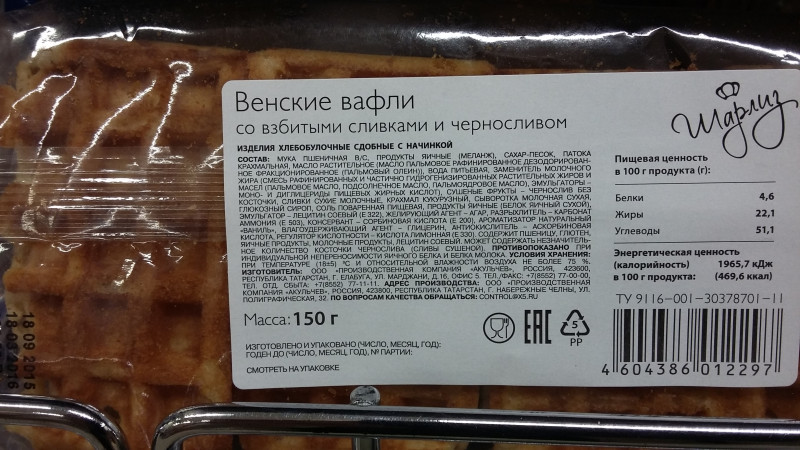 Венские вафли
со взбитыми сливками и черносливом
Шарлиз
ИЗДЕЛИЯ ХЛЕБОБУЛОЧНЫЕ СДОБНЫЕ С НАЧИНКОЙ
СОСТАВ: МУКА ПШЕНИЧНАЯ В/С, ПРОДУКТЫ ЯИЧНЫЕ (МЕЛАНЖ), САХАР-ПЕСОК, ПАТОКА
КРАХМАЛЬНАЯ, МАСЛО РАСТИТЕЛЬНОЕ (МАСЛО ПАЛЬМОВОЕ РАФИНИРОВАННОЕ ДЕЗОДОРИРОВАН-
НОЕ ФРАКЦИОНИРОВАННОЕ (ПАЛЬМОВЫЙ ОЛЕИН)), ВОДА ПИТЬЕВАЯ, ЗАМЕНИТЕЛЬ МОЛОЧНОГО
ЖИРА (СМЕСЬ РАФИНИРОВАННЫХ И ЧАСТИЧНО ГИДРОГЕНИЗИРОВАННЫХ РАСТИТЕЛЬНЫХ ЖИРОВ И
МАСЕЛ (ПАЛЬМОВОЕ МАСЛО, ПОДСОЛНЕЧНОЕ МАСЛО, ПАЛЬМОЯДРОВОЕ МАСЛО), ЭМУЛЬГАТОРЫ –
МОНО- И ДИГЛИЦЕРИДЫ ПИЩЕВЫХ ЖИРНЫХ КИСЛОТ), СУШЕНЫЕ ФРУКТЫ – ЧЕРНОСЛИВ БЕЗ
КОСТОЧКИ, СЛИВКИ СУХИЕ МОЛОЧНЫЕ, КРАХМАЛ КУКУРУЗНЫЙ, СЫВОРОТКА МОЛОЧНАЯ СУХАЯ,
ГЛЮКОЗНЫЙ СИРОП, СОЛЬ ПОВАРЕННАЯ ПИЩЕВАЯ, ПРОДУКТЫ ЯИЧНЫЕ (БЕЛОК ЯИЧНЫЙ СУХОЙ),
ЭМУЛЬГАТОР – ЛЕЦИТИН СОЕВЫЙ (Е 322), ЖЕЛИРУЮЩИЙ АГЕНТ – АГАР, РАЗРЫХЛИТЕЛЬ – КАРБОНАТ
АММОНИЯ (Е 503), КОНСЕРВАНТ – СОРБИНОВАЯ КИСЛОТА (Е 200), АРОМАТИЗАТОР НАТУРАЛЬНЫЙ
«ВАНИЛЬ», ВЛАГОУДЕРЖИВАЮЩИЙ АГЕНТ – ГЛИЦЕРИН, АНТИОКИСЛИТЕЛЬ – АСКОРБИНОВАЯ
КИСЛОТА, РЕГУЛЯТОР КИСЛОТНОСТИ – КИСЛОТА ЛИМОННАЯ (Е 330). СОДЕРЖИТ ПШЕНИЦУ, ГЛЮТЕН,
ЯИЧНЫЕ ПРОДУКТЫ, МОЛОЧНЫЕ ПРОДУКТЫ, ЛЕЦИТИН СОЕВЫЙ. МОЖЕТ СОДЕРЖАТЬ НЕЗНАЧИТЕЛЬ-
НОЕ КОЛИЧЕСТВО КОСТОЧКИ (СЛИВЫ СУШЕНОЙ). ПРОТИВОПОКАЗАНО ПРИ
ИНДИВИДУАЛЬНОЙ НЕПЕРЕНОСИМОСТИ ЯИЧНОГО БЕЛКА И БЕЛКА МОЛОКА. УСЛОВИЯ ХРАНЕНИЯ:
ПРИ ТЕМПЕРАТУРЕ (18±5) °С И ОТНОСИТЕЛЬНОЙ ВЛАЖНОСТИ ВОЗДУХА НЕ БОЛЕЕ 75 %.
ИЗГОТОВИТЕЛЬ: ООО «ПРОИЗВОДСТВЕННАЯ КОМПАНИЯ «АКУЛЬЧЕВ», РОССИЯ, 423600,
РЕСПУБЛИКА ТАТАРСТАН, Г. ЕЛАБУГА, УЛ. МАРДЖАНИ, Д.16, ОФИС 5. ТЕЛ./ФАКС: +7(8552) 77-00-00,
ТЕЛ. ОТД. СБЫТА: +7(8552) 77-11-11. АДРЕС ПРОИЗВОДСТВА: ООО «ПРОИЗВОДСТВЕННАЯ
КОМПАНИЯ «АКУЛЬЧЕВ», РОССИЯ, 423800, РЕСПУБЛИКА ТАТАРСТАН, Г. НАБЕРЕЖНЫЕ ЧЕЛНЫ, УЛ.
ПОЛИГРАФИЧЕСКАЯ, 32. ПО ВОПРОСАМ КАЧЕСТВА ОБРАЩАТЬСЯ: CONTROL@X5.RU
Масса: 150 г
ИЗГОТОВЛЕНО И УПАКОВАНО (ЧИСЛО, МЕСЯЦ, ГОД):
ГОДЕН ДО (ЧИСЛО, МЕСЯЦ, ГОД), № ПАРТИИ:
СМОТРЕТЬ НА УПАКОВКЕ
EAC
5
PP
Пищевая ценность
в 100 г продукта (г):
Белки 4,6
Жиры 22,1
Углеводы 51,1
Энергетическая ценность
(калорийность) 1965,7 кДж
в 100 г продукта: (469,6 ккал)
ТУ 9116-001-30378701-11
4 604386 012297
18 09 2015
18 03 2016